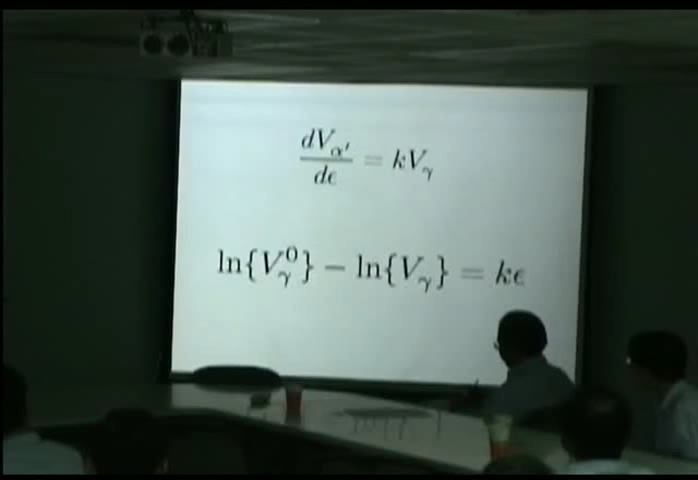 dV_{α'}/dϵ = kV_γ
ln{V_γ^0} − ln{V_γ} = kϵ